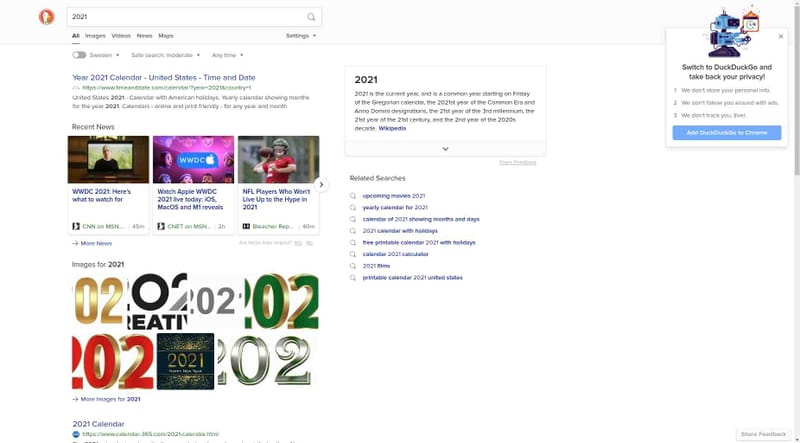 2021
All Images Videos News Maps Settings
Sweden Safe search: moderate Any time
Year 2021 Calendar - United States - Time and Date
https://www.timeanddate.com/calendar/?year=2021&country=1
United States 2021 - Calendar with American holidays. Yearly calendar showing months
for the year 2021. Calendars - online and print friendly - for any year and month
Recent News
WWDC
WWDC 2021: Here's
what to watch for
CNN on MSN... 45m
Watch Apple WWDC
2021 live today: iOS,
MacOS and M1 reveals
CNET on MSN... 2h
NFL Players Who Won't
Live Up to the Hype in
2021
Bleacher Rep... 40m
More News
Yes No
Images for 2021
2021
HAPPY NEW YEAR
More Images for 2021
2021 Calendar
https://www.calendar-365.com/2021-calendar.html
2021
2021 is the current year, and is a common year starting on Friday
of the Gregorian calendar, the 2021st year of the Common Era and
Anno Domini designations, the 21st year of the 3rd millennium, the
21st year of the 21st century, and the 2nd year of the 2020s
decade. Wikipedia
Share Feedback
Related Searches
upcoming movies 2021
yearly calendar for 2021
calendar of 2021 showing months and days
2021 calendar with holidays
free printable calendar 2021 with holidays
calendar 2021 calculator
2021 films
printable calendar 2021 united states
Switch to DuckDuckGo and
take back your privacy!
1 We don't store your personal info.
2 We don't follow you around with ads.
3 We don't track you. Ever.
Add DuckDuckGo to Chrome
Share Feedback